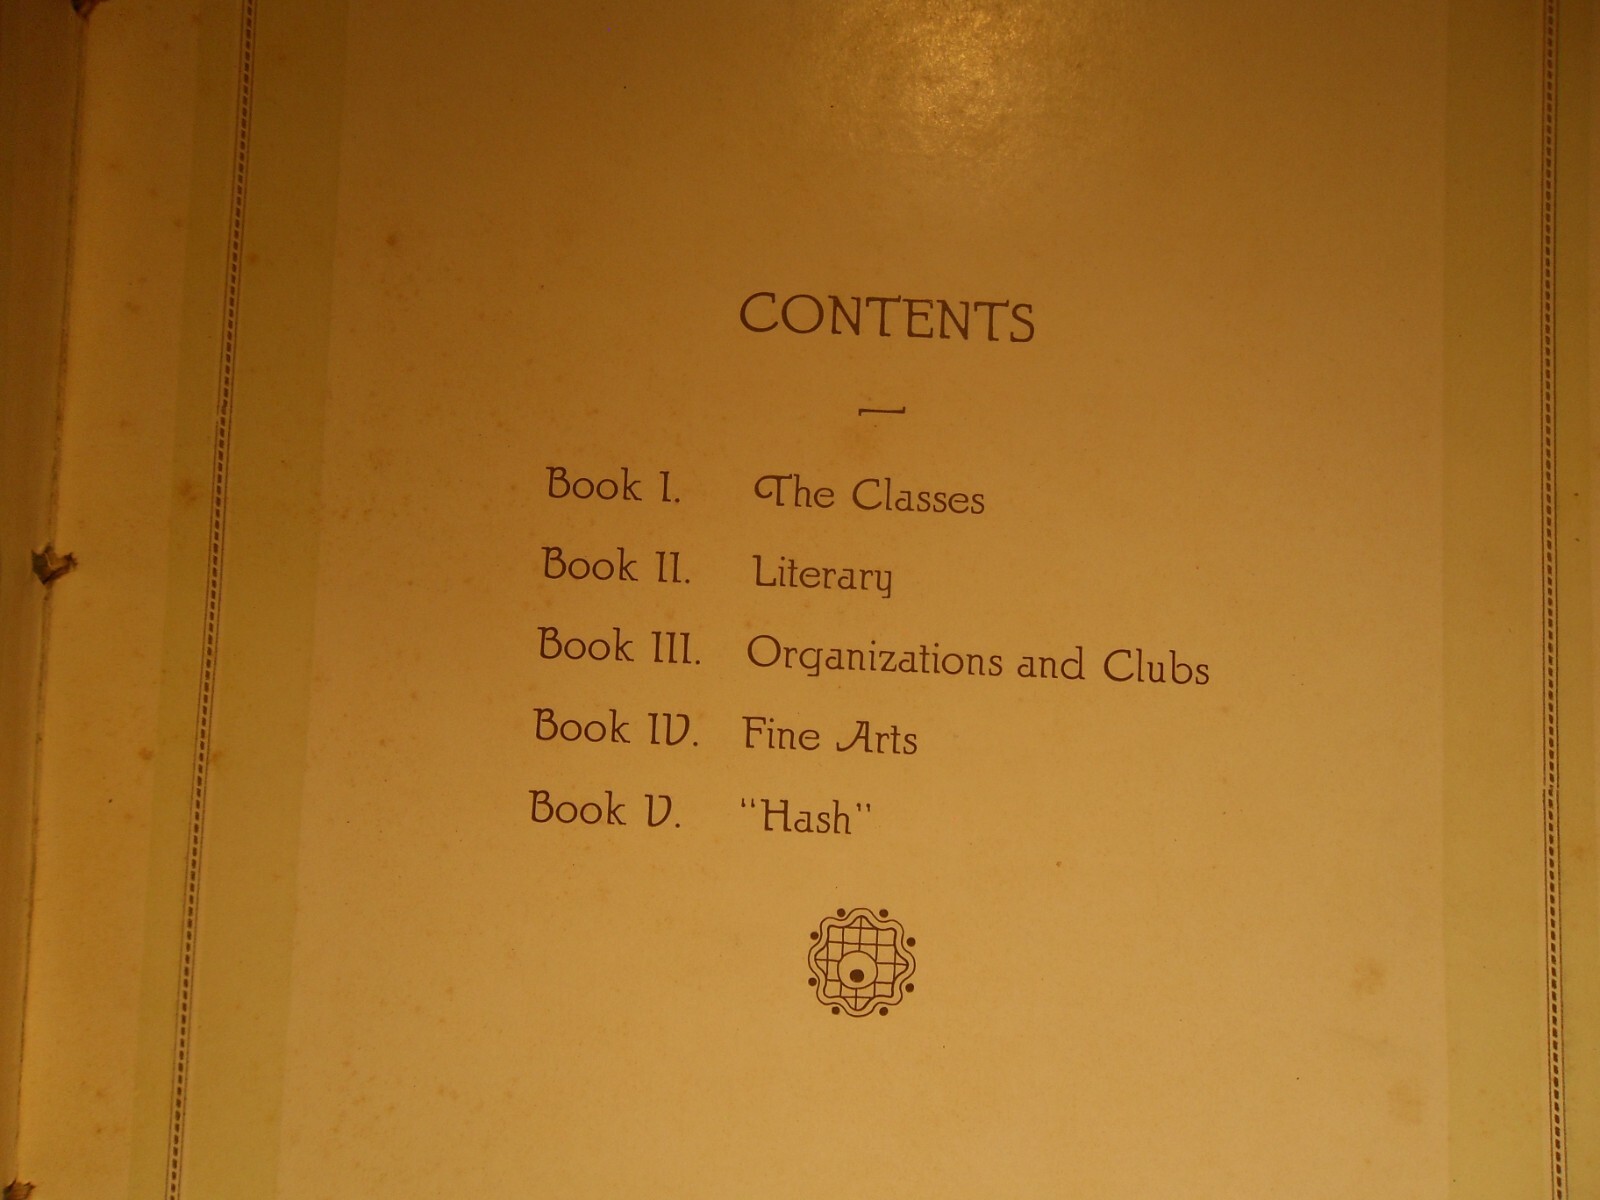 CONTENTS
Book I. The Classes
Book II. Literary
Book III. Organizations and Clubs
Book IV. Fine Arts
Book V. "Hash"